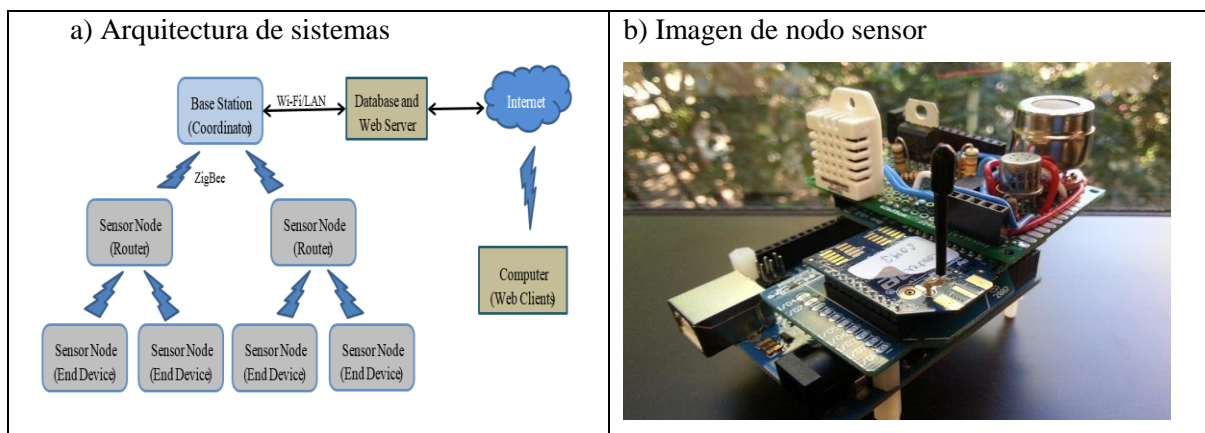 a) Arquitectura de sistemas
Base Station
(Coordinator)
Wi-Fi/LAN
Database and
Web Server
Internet
ZigBee
Sensor Node
(Router)
Sensor Node
(Router)
Computer
(Web Clients)
Sensor Node
(End Device)
Sensor Node
(End Device)
Sensor Node
(End Device)
Sensor Node
(End Device)
b) Imagen de nodo sensor